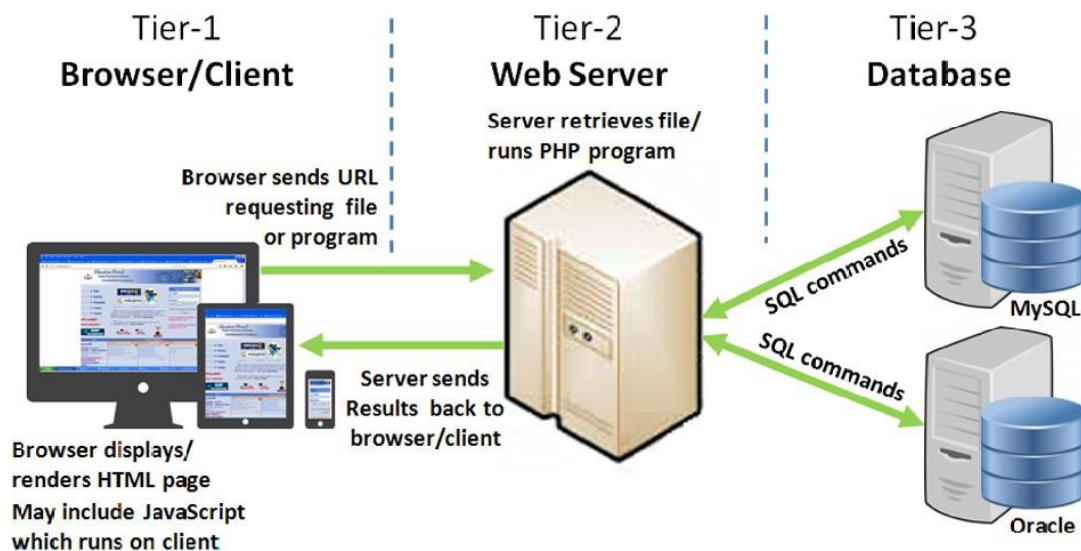 Tier-1
Browser/Client
Tier-2
Web Server
Tier-3
Database
Server retrieves file/
runs PHP program
Browser sends URL
requesting file
or program
SQL commands
MySQL
SQL commands
Oracle
Server sends
Results back to
browser/client
Browser displays/
renders HTML page
May include JavaScript
which runs on client